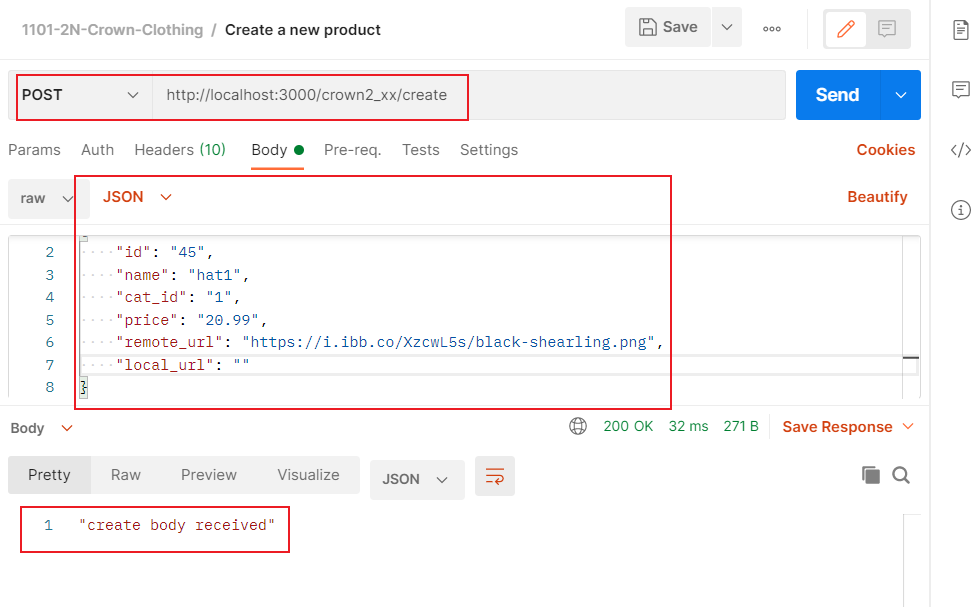 1101-2N-Crown-Clothing / Create a new product
Save
POST
http://localhost:3000/crown2_xx/create
Send
Params Auth Headers (10) Body Pre-req. Tests Settings Cookies
raw JSON Beautify
2 "id": "45",
3 "name": "hat1",
4 "cat_id": "1",
5 "price": "20.99",
6 "remote_url": "https://i.ibb.co/XzcwL5s/black-shearling.png",
7 "local_url": ""
8 }
Body 200 OK 32 ms 271 B Save Response
Pretty Raw Preview Visualize JSON
1 "create body received"